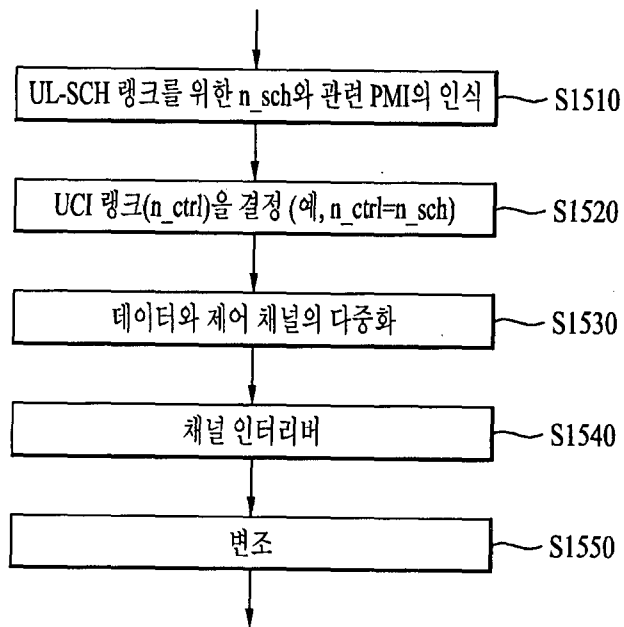 UL-SCH 랭크를 위한 n_sch와 관련 PMI의 인식
S1510
UCI 랭크(n_ctrl)을 결정 (예, n_ctrl=n_sch)
S1520
데이터와 제어 채널의 다중화
S1530
채널 인터리버
S1540
변조
S1550